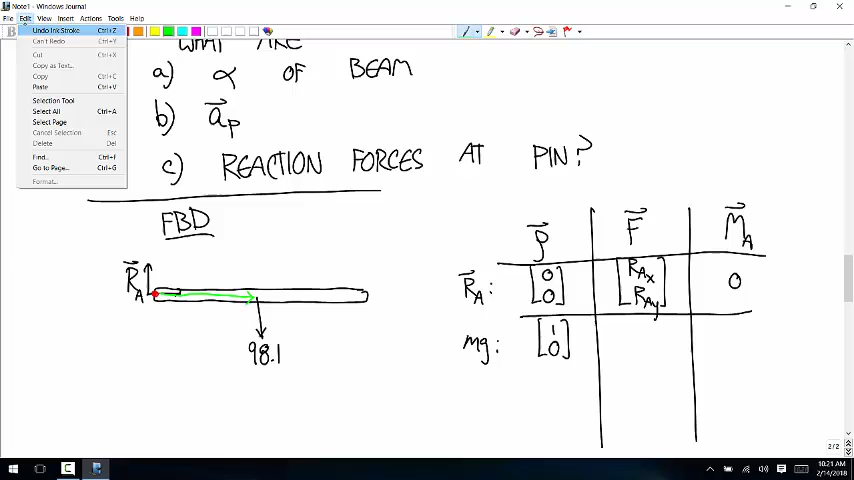 Note1 - Windows Journal
File Edit View Insert Actions Tools Help
Undo Ink Stroke Ctrl+Z
Can't Redo Ctrl+Y
Cut Ctrl+X
Copy as Text...
Copy Ctrl+C
Paste Ctrl+V
Selection Tool
Select All Ctrl+A
Select Page
Cancel Selection Esc
Delete Del
Find... Ctrl+F
Go to Page... Ctrl+G
Format...
B
WHAT ARE
a) α OF BEAM
b) a⃗P
c) REACTION FORCES AT PIN?
FBD
R⃗A
98.1
ρ⃗ F⃗ M⃗A
R⃗A: [0 0] [RAx RAy] 0
mg: [1 0]
2/2
10:21 AM
2/14/2018